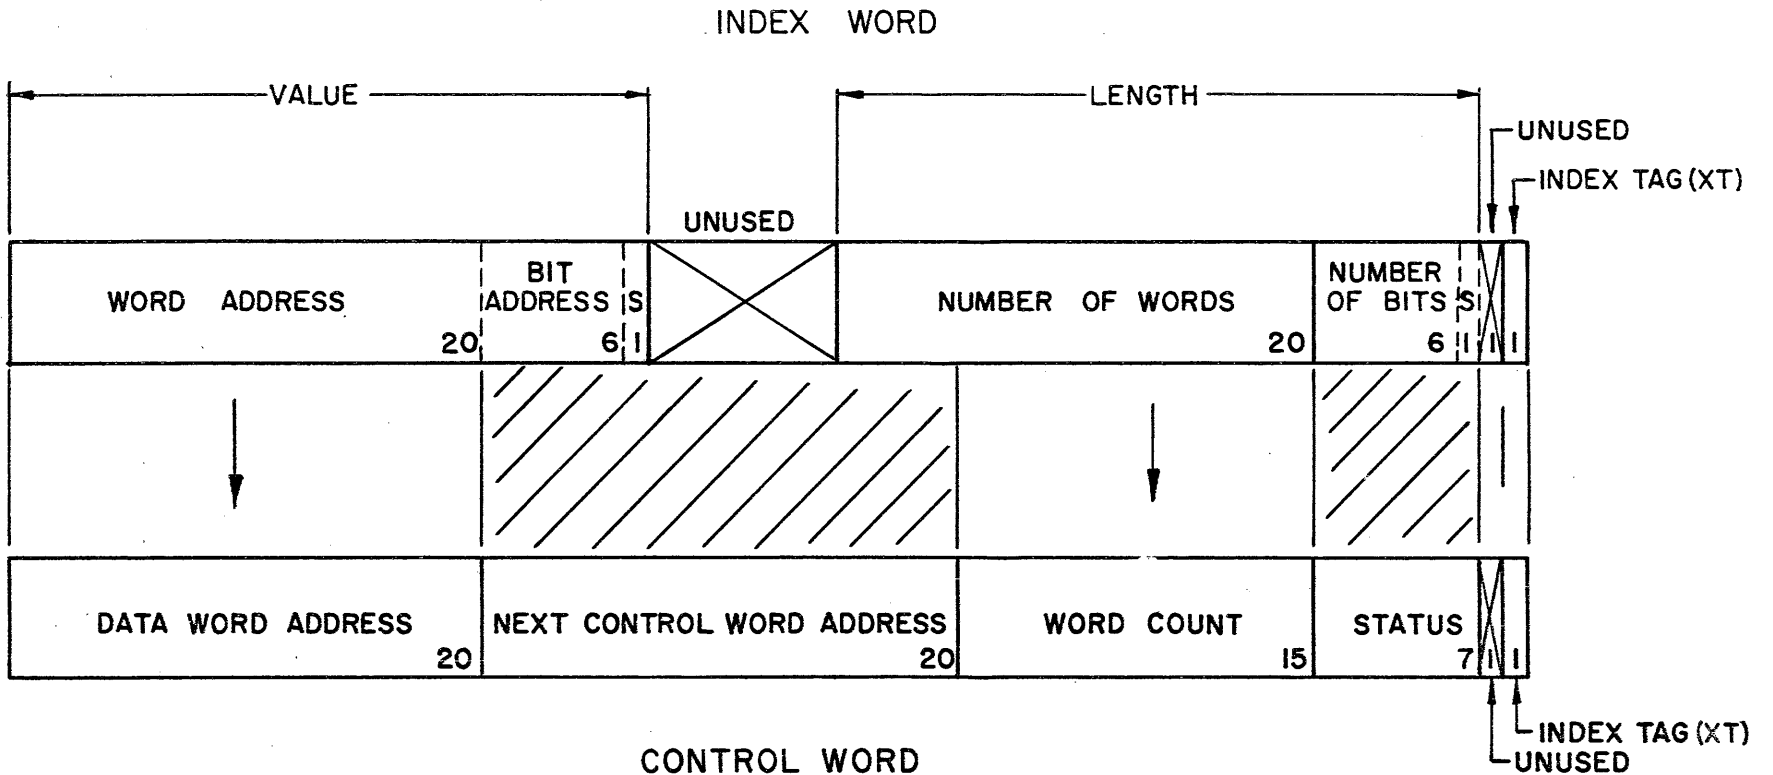 INDEX WORD
VALUE
LENGTH
UNUSED
INDEX TAG (XT)
UNUSED
WORD ADDRESS
20
BIT
ADDRESS
6
S
1
NUMBER OF WORDS
20
NUMBER
OF BITS
6
S
1
1
1
DATA WORD ADDRESS
20
NEXT CONTROL WORD ADDRESS
20
WORD COUNT
15
STATUS
7
1
1
INDEX TAG (XT)
UNUSED
CONTROL WORD